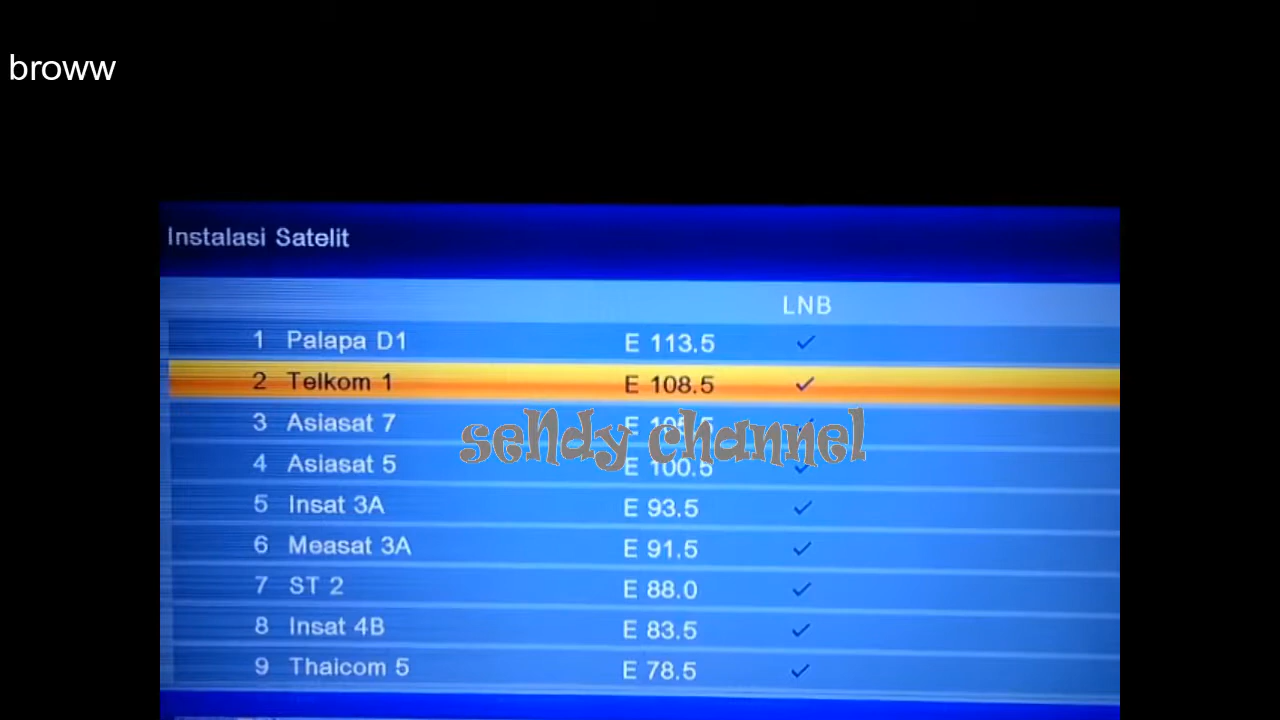 broww
Instalasi Satelit
LNB
1 Palapa D1 E 113.5
2 Telkom 1 E 108.5
3 Asiasat 7 E
sendy channel
4 Asiasat 5 E 100.5
5 Insat 3A E 93.5
6 Measat 3A E 91.5
7 ST 2 E 88.0
8 Insat 4B E 83.5
9 Thaicom 5 E 78.5